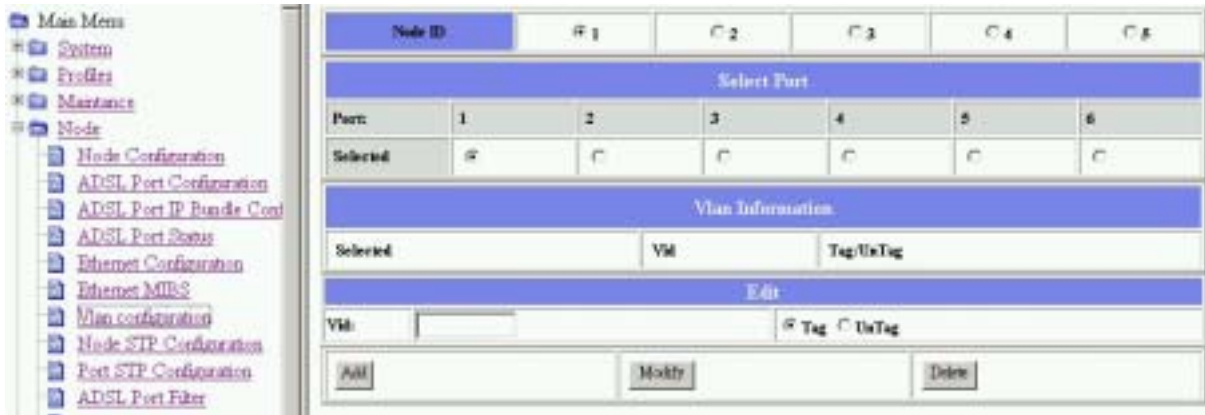 Main Menu
System
Profiles
Maintance
Node
Node Configuration
ADSL Port Configuration
ADSL Port IP Bundle Conf
ADSL Port Status
Ethernet Configuration
Ethernet MIBS
Vlan configuration
Node STP Configuration
Port STP Configuration
ADSL Port Filter
Node ID 1 2 3 4 5
Select Port
Port: 1 2 3 4 5 6
Selected
Vlan Information
Selected Vid Tag/UnTag
Edit
Vid: Tag UnTag
Add Modify Delete